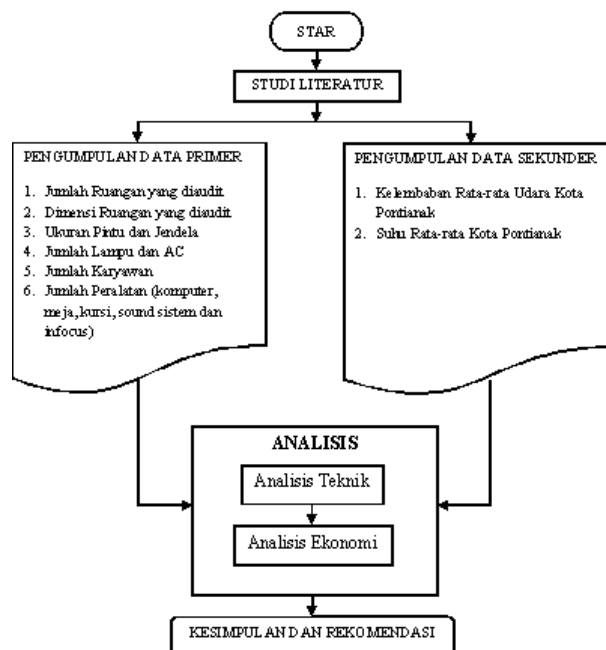 STAR
STUDI LITERATUR
PENGUMPULAN DATA PRIMER
1. Jumlah Ruangan yang diaudit
2. Dimensi Ruangan yang diaudit
3. Ukuran Pintu dan Jendela
4. Jumlah Lampu dan AC
5. Jumlah Karyawan
6. Jumlah Peralatan (komputer,
meja, kursi, sound sistem dan
infocus)
PENGUMPULAN DATA SEKUNDER
1. Kelembaban Rata-rata Udara Kota
Pontianak
2. Suhu Rata-rata Kota Pontianak
ANALISIS
Analisis Teknik
Analisis Ekonomi
KESIMPULAN DAN REKOMENDASI